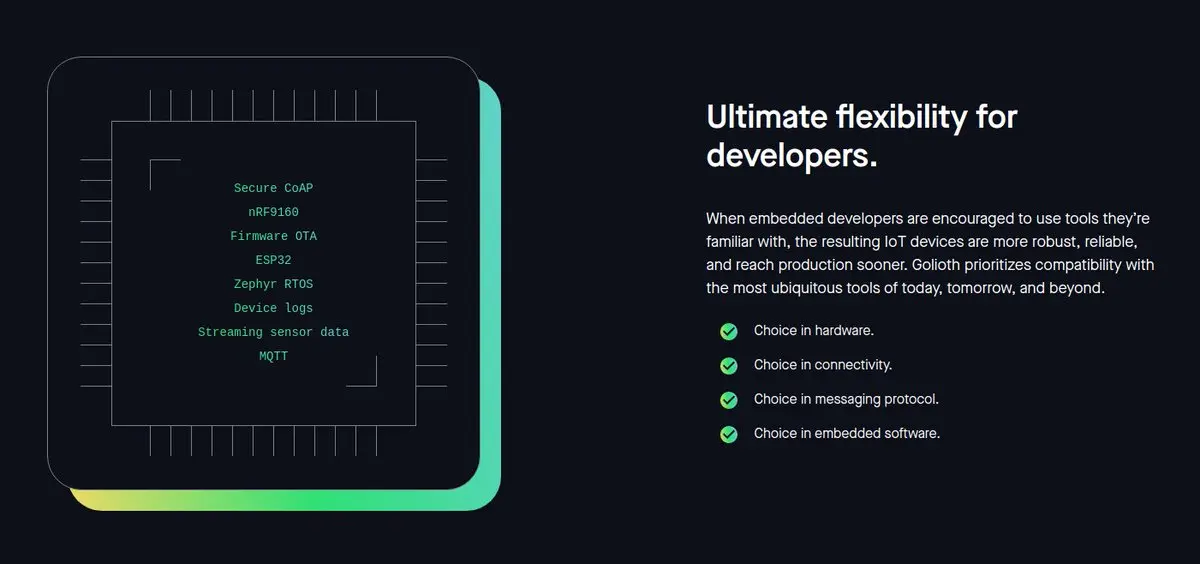 Secure CoAP
nRF9160
Firmware OTA
ESP32
Zephyr RTOS
Device logs
Streaming sensor data
MQTT
Ultimate flexibility for
developers.
When embedded developers are encouraged to use tools they're
familiar with, the resulting IoT devices are more robust, reliable,
and reach production sooner. Golioth prioritizes compatibility with
the most ubiquitous tools of today, tomorrow, and beyond.
Choice in hardware.
Choice in connectivity.
Choice in messaging protocol.
Choice in embedded software.